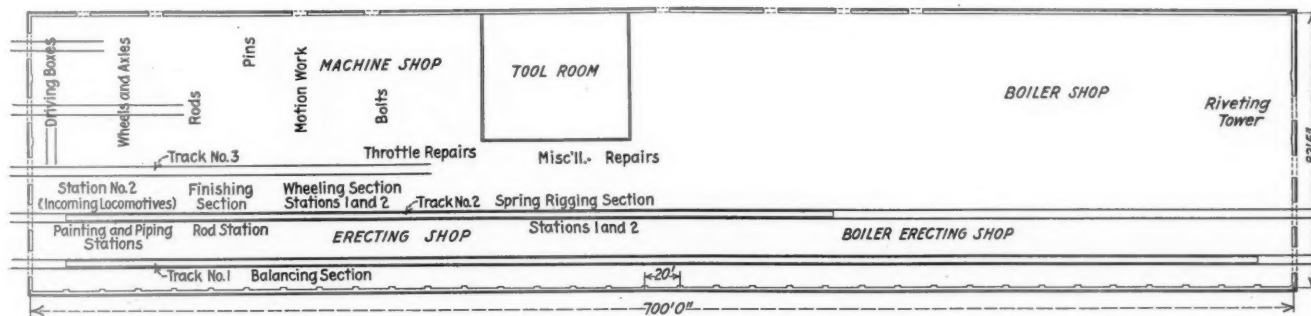 Driving Boxes
Wheels and Axles
Rods
Pins
Motion Work
MACHINE SHOP
Bolts
TOOL ROOM
BOILER SHOP
Riveting
Tower
Track No.3
Throttle Repairs
Misc'll. Repairs
Station No.2
(Incoming Locomotives)
Finishing
Section
Wheeling Section
Stations 1 and 2
Track No.2
Spring Rigging Section
Painting and Piping
Stations
Rod Station
ERECTING SHOP
Stations 1 and 2
BOILER ERECTING SHOP
Track No.1
Balancing Section
20'
700'0"